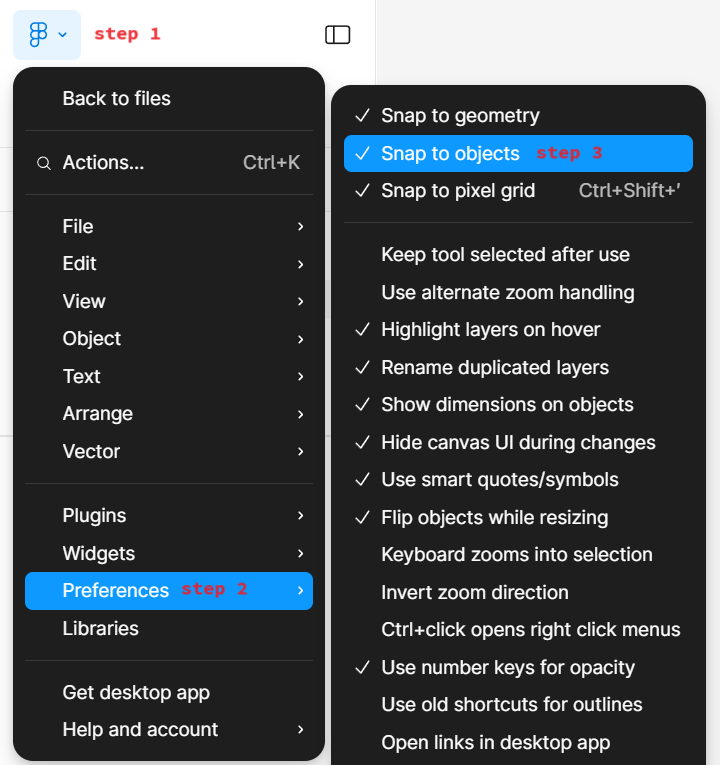 step 1
Back to files
Actions... Ctrl+K
File
Edit
View
Object
Text
Arrange
Vector
Plugins
Widgets
Preferences step 2
Libraries
Get desktop app
Help and account
Snap to geometry
Snap to objects step 3
Snap to pixel grid Ctrl+Shift+'
Keep tool selected after use
Use alternate zoom handling
Highlight layers on hover
Rename duplicated layers
Show dimensions on objects
Hide canvas UI during changes
Use smart quotes/symbols
Flip objects while resizing
Keyboard zooms into selection
Invert zoom direction
Ctrl+click opens right click menus
Use number keys for opacity
Use old shortcuts for outlines
Open links in desktop app